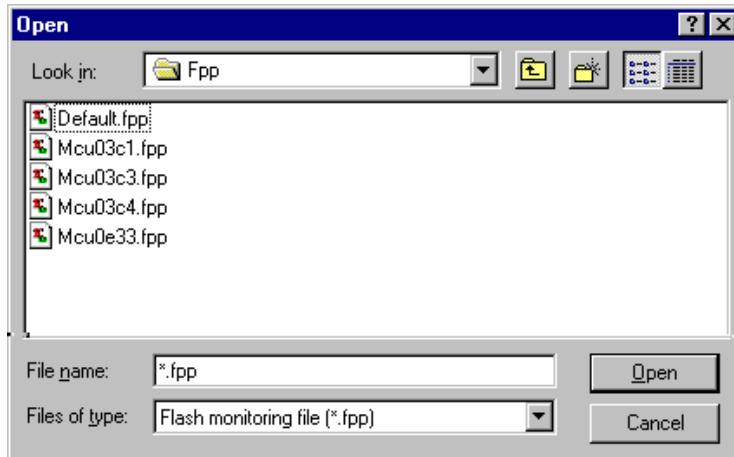 Open
Look in: Fpp
Default.fpp
Mcu03c1.fpp
Mcu03c3.fpp
Mcu03c4.fpp
Mcu0e33.fpp
File name: *.fpp Open
Files of type: Flash monitoring file (*.fpp) Cancel